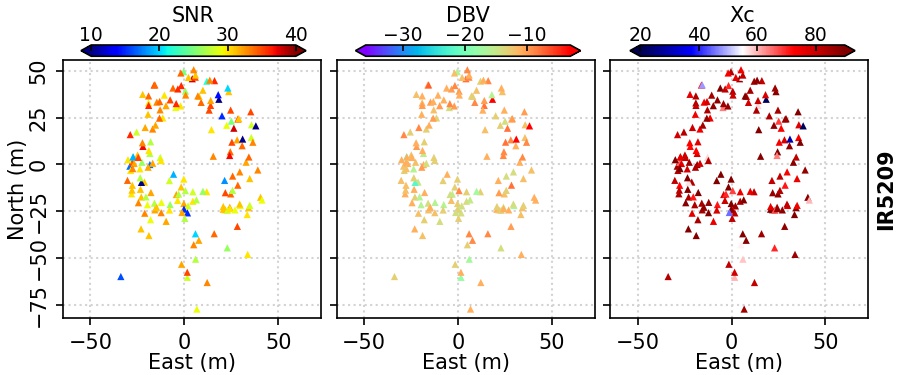 SNR DBV Xc
10 20 30 40 −30 −20 −10 20 40 60 80
50
25
0
−25
−50
−75
North (m)
−50 0 50 −50 0 50 −50 0 50
East (m) East (m) East (m)
IR5209